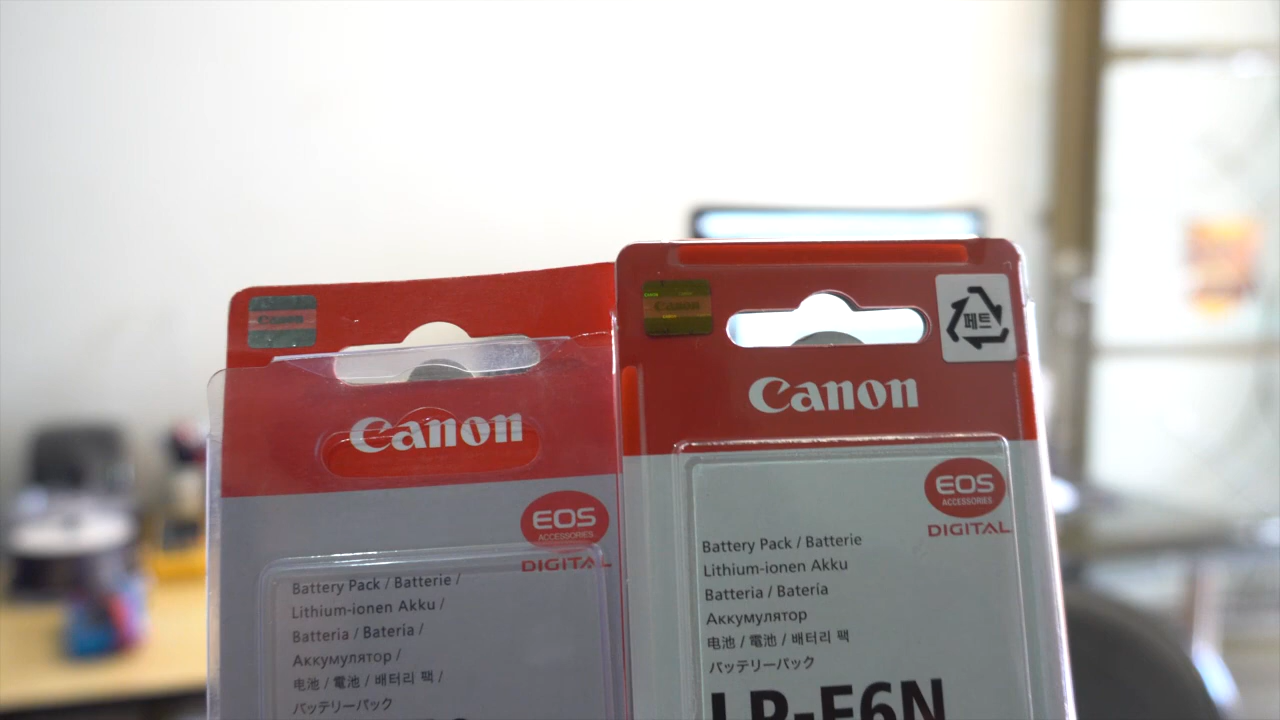 Canon
Canon
EOS
ACCESSORIES
DIGITAL
Battery Pack / Batterie /
Lithium-ionen Akku /
Batteria / Bateria /
Аккумулятор /
电池 / 電池 / 배터리 팩 /
バッテリーパック
Canon
페트
Canon
EOS
ACCESSORIES
DIGITAL
Battery Pack / Batterie
Lithium-ionen Akku
Batteria / Batería
Аккумулятор
电池 / 電池 / 배터리 팩
バッテリーパック
LP-E6N